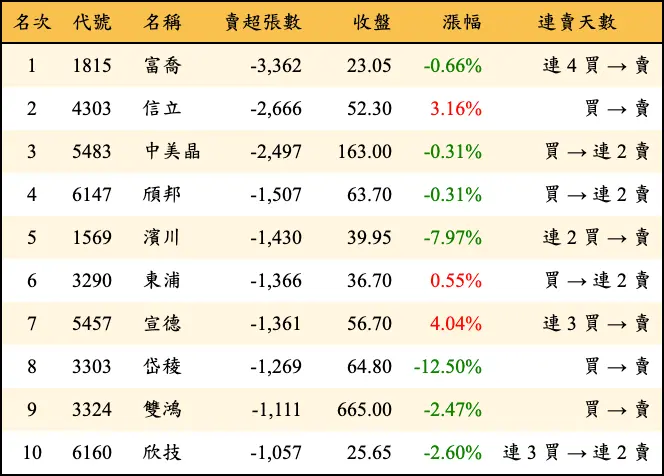 名次 代號 名稱 賣超張數 收盤 漲幅 連賣天數
1 1815 富喬 -3,362 23.05 -0.66% 連 4 買 → 賣
2 4303 信立 -2,666 52.30 3.16% 買 → 賣
3 5483 中美晶 -2,497 163.00 -0.31% 買 → 連 2 賣
4 6147 頎邦 -1,507 63.70 -0.31% 買 → 連 2 賣
5 1569 濱川 -1,430 39.95 -7.97% 連 2 買 → 賣
6 3290 東浦 -1,366 36.70 0.55% 買 → 連 2 賣
7 5457 宣德 -1,361 56.70 4.04% 連 3 買 → 賣
8 3303 岱稜 -1,269 64.80 -12.50% 買 → 賣
9 3324 雙鴻 -1,111 665.00 -2.47% 買 → 賣
10 6160 欣技 -1,057 25.65 -2.60% 連 3 買 → 連 2 賣